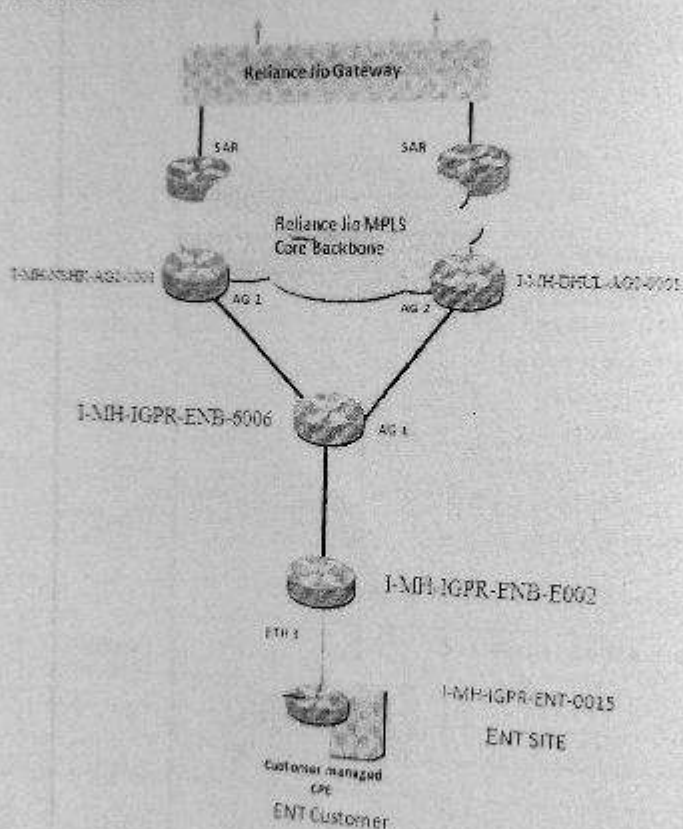 Reliance Jio Gateway
SAR
SAR
Reliance Jio MPLS
Core Backbone
AG 1
AG 2
I-MH-IGPR-ENB-6006
AG 1
I-MH-IGPR-ENB-E002
ETH 3
I-MH-IGPR-ENT-0015
ENT SITE
Customer managed
CPE
ENT Customer